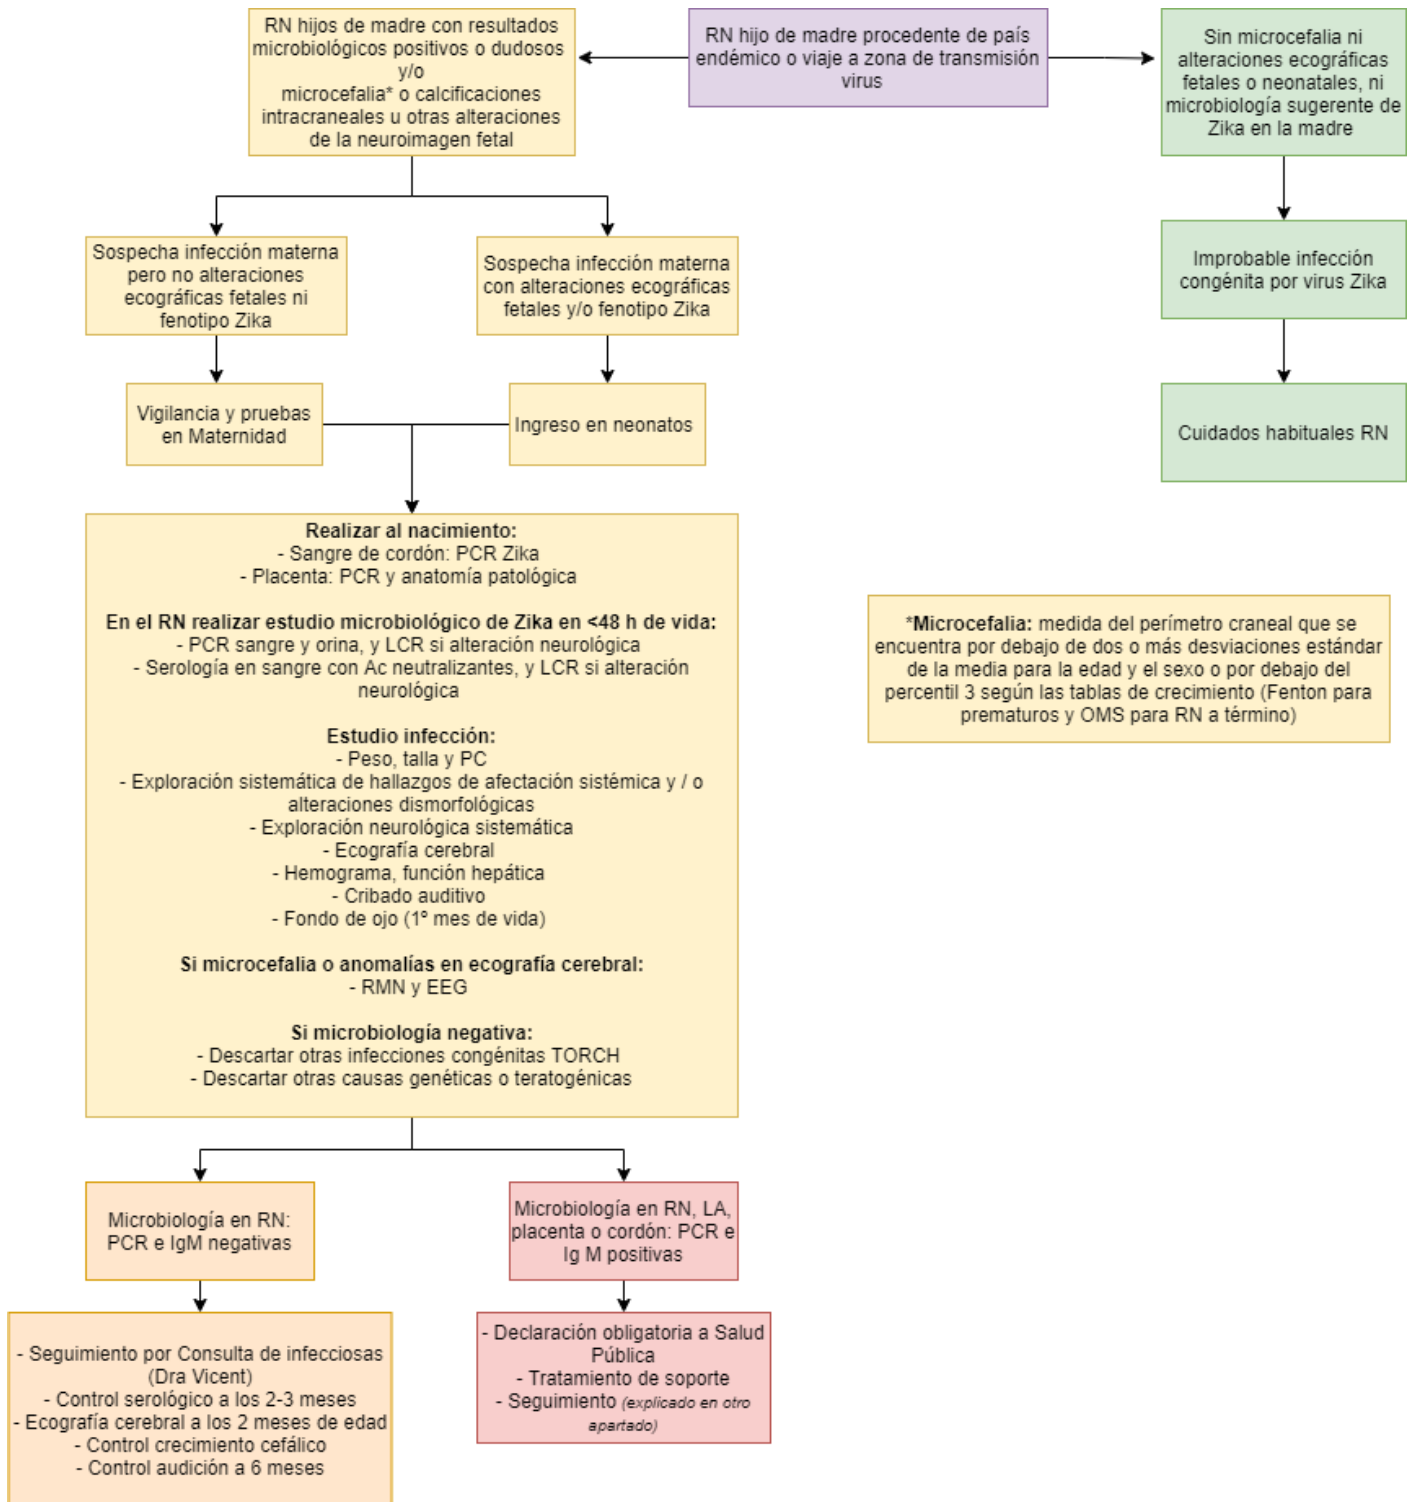 RN hijos de madre con resultados
microbiológicos positivos o dudosos
y/o
microcefalia* o calcificaciones
intracraneales u otras alteraciones
de la neuroimagen fetal
RN hijo de madre procedente de país
endémico o viaje a zona de transmisión
virus
Sin microcefalia ni
alteraciones ecográficas
fetales o neonatales, ni
microbiología sugerente de
Zika en la madre
Sospecha infección materna
pero no alteraciones
ecográficas fetales ni
fenotipo Zika
Sospecha infección materna
con alteraciones ecográficas
fetales y/o fenotipo Zika
Improbable infección
congénita por virus Zika
Vigilancia y pruebas
en Maternidad
Ingreso en neonatos
Cuidados habituales RN
Realizar al nacimiento:
- Sangre de cordón: PCR Zika
- Placenta: PCR y anatomía patológica
En el RN realizar estudio microbiológico de Zika en <48 h de vida:
- PCR sangre y orina, y LCR si alteración neurológica
- Serología en sangre con Ac neutralizantes, y LCR si alteración
neurológica
Estudio infección:
- Peso, talla y PC
- Exploración sistemática de hallazgos de afectación sistémica y / o
alteraciones dismorfológicas
- Exploración neurológica sistemática
- Ecografía cerebral
- Hemograma, función hepática
- Cribado auditivo
- Fondo de ojo (1º mes de vida)
Si microcefalia o anomalías en ecografía cerebral:
- RMN y EEG
Si microbiología negativa:
- Descartar otras infecciones congénitas TORCH
- Descartar otras causas genéticas o teratogénicas
*Microcefalia: medida del perímetro craneal que se
encuentra por debajo de dos o más desviaciones estándar
de la media para la edad y el sexo o por debajo del
percentil 3 según las tablas de crecimiento (Fenton para
prematuros y OMS para RN a término)
Microbiología en RN:
PCR e IgM negativas
Microbiología en RN, LA,
placenta o cordón: PCR e
Ig M positivas
- Seguimiento por Consulta de infecciosas
(Dra Vicent)
- Control serológico a los 2-3 meses
- Ecografía cerebral a los 2 meses de edad
- Control crecimiento cefálico
- Control audición a 6 meses
- Declaración obligatoria a Salud
Pública
- Tratamiento de soporte
- Seguimiento (explicado en otro
apartado)